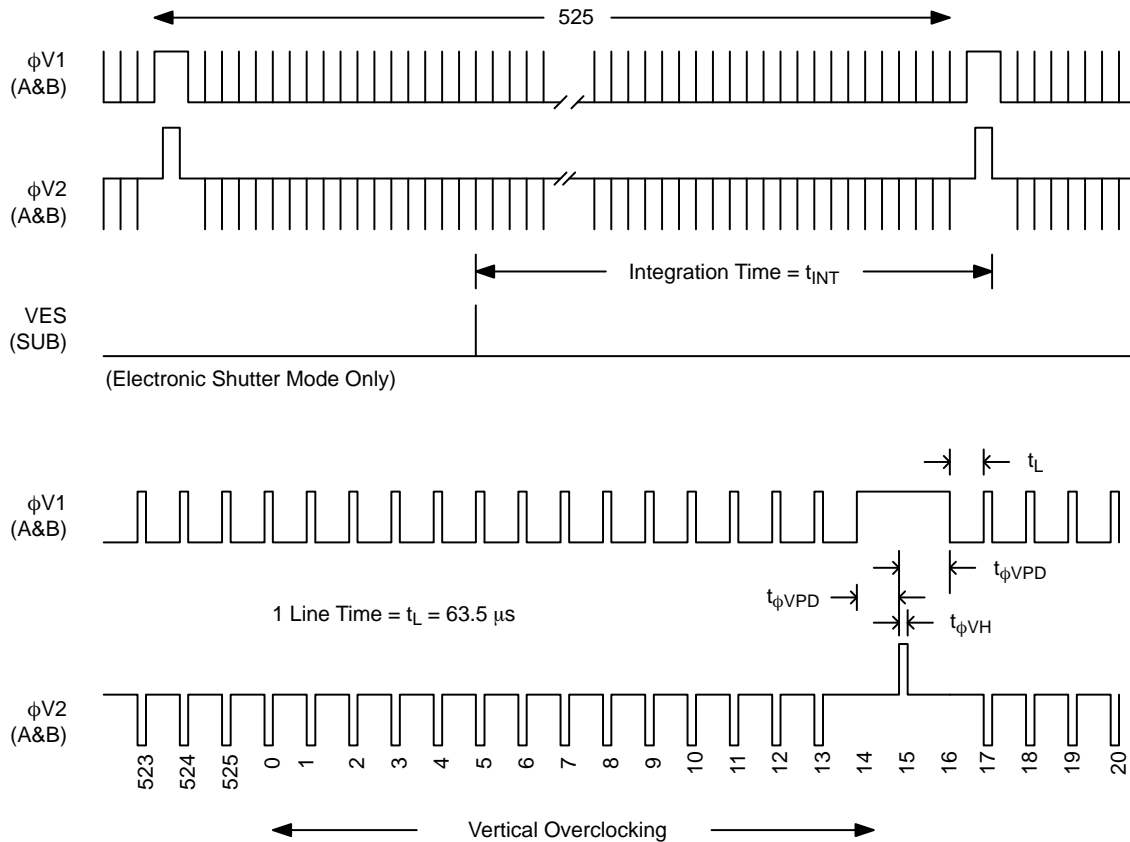 525
ϕV1
(A&B)
ϕV2
(A&B)
Integration Time = tINT
VES
(SUB)
(Electronic Shutter Mode Only)
tL
ϕV1
(A&B)
tϕVPD
tϕVPD
1 Line Time = tL = 63.5 μs
tϕVH
ϕV2
(A&B)
523 524 525 0 1 2 3 4 5 6 7 8 9 10 11 12 13 14 15 16 17 18 19 20
Vertical Overclocking